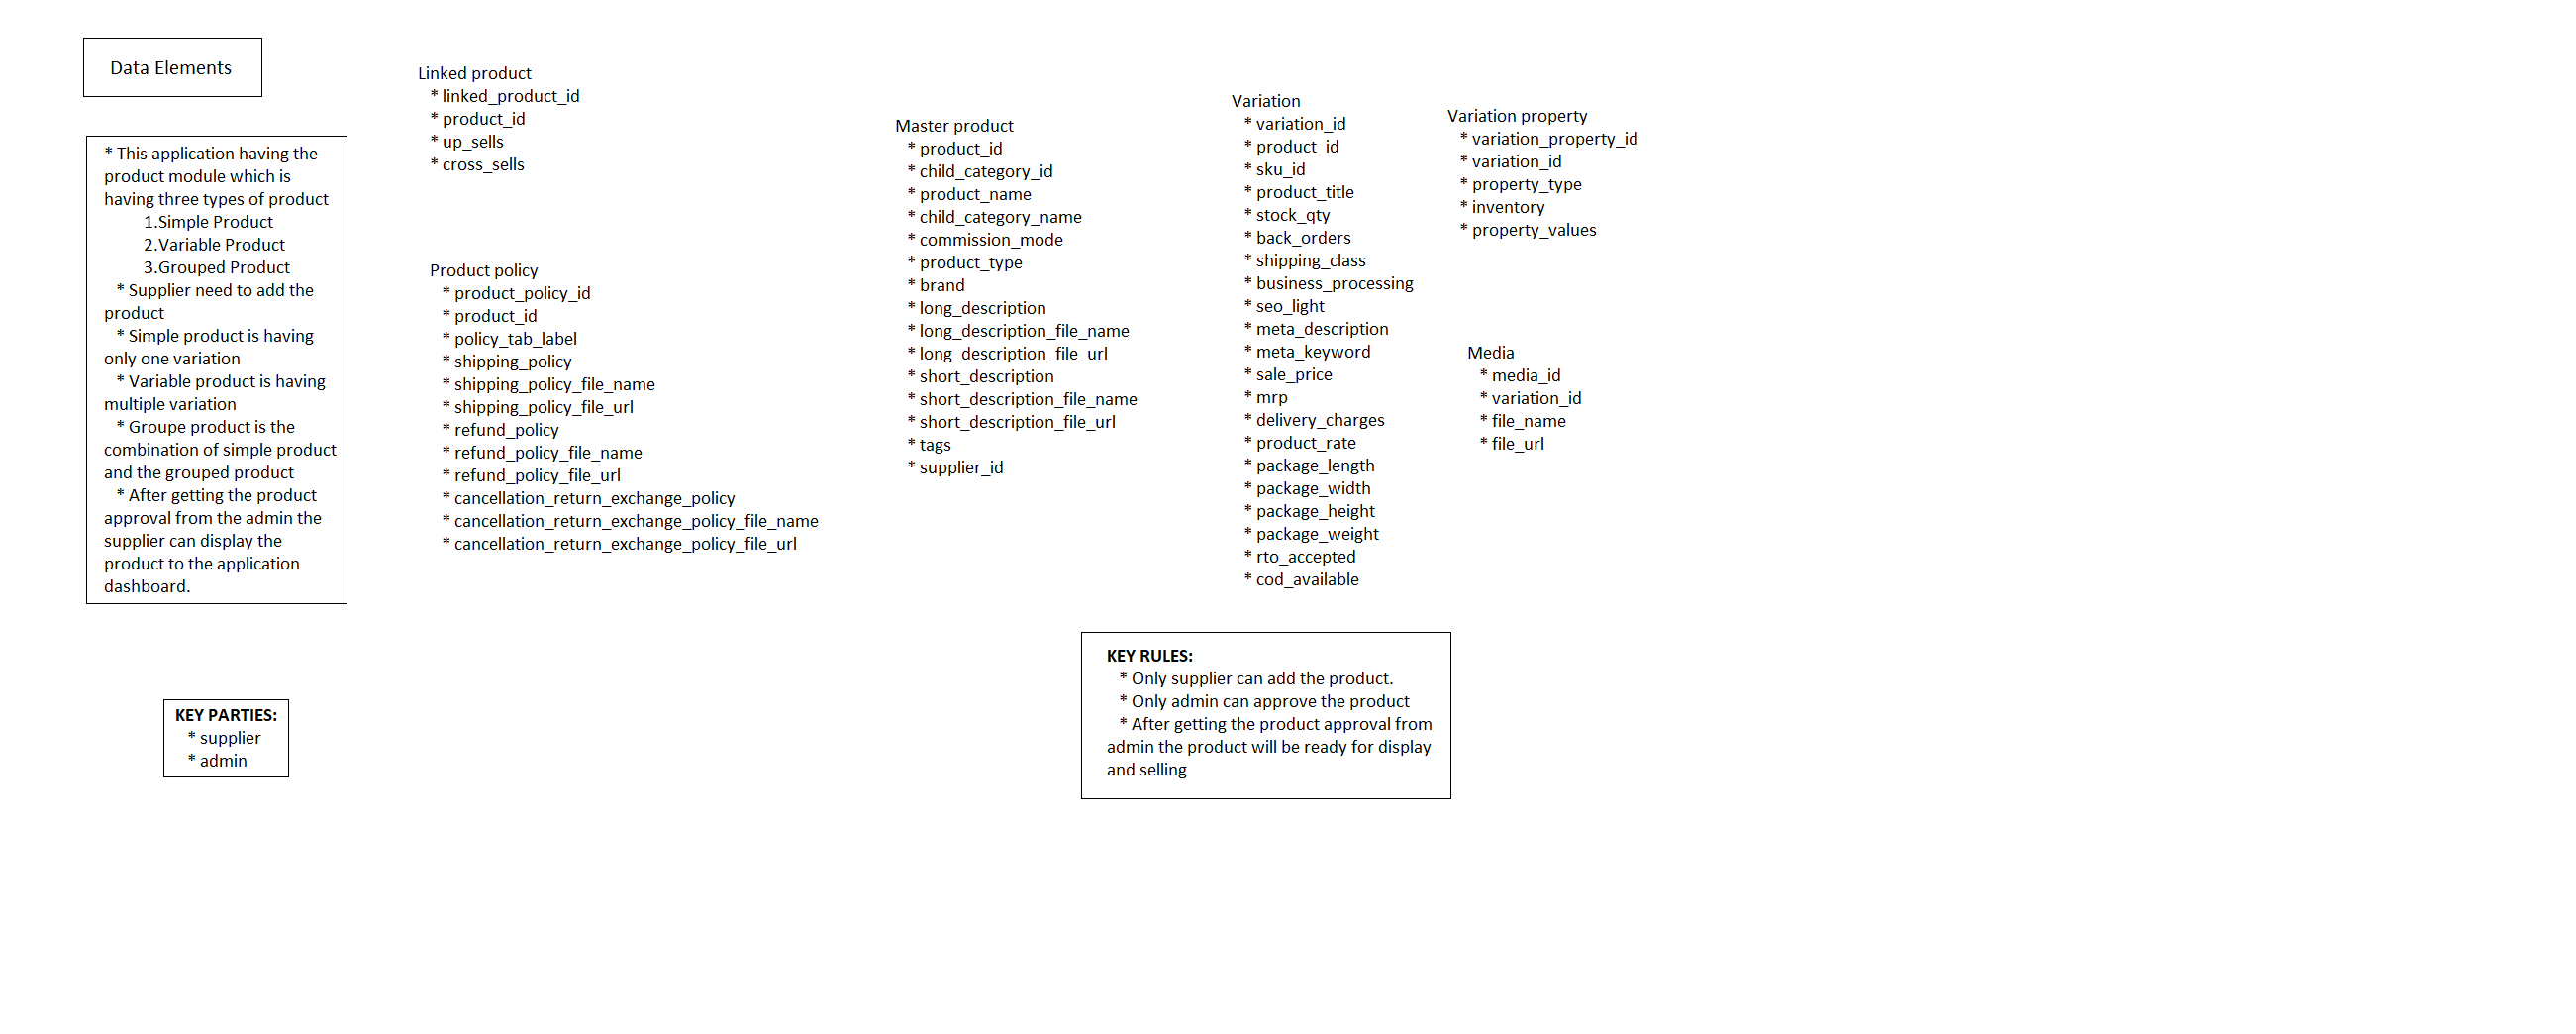 Data Elements
* This application having the
product module which is
having three types of product
1.Simple Product
2.Variable Product
3.Grouped Product
* Supplier need to add the
product
* Simple product is having
only one variation
* Variable product is having
multiple variation
* Groupe product is the
combination of simple product
and the grouped product
* After getting the product
approval from the admin the
supplier can display the
product to the application
dashboard.
KEY PARTIES:
* supplier
* admin
Linked product
* linked_product_id
* product_id
* up_sells
* cross_sells
Product policy
* product_policy_id
* product_id
* policy_tab_label
* shipping_policy
* shipping_policy_file_name
* shipping_policy_file_url
* refund_policy
* refund_policy_file_name
* refund_policy_file_url
* cancellation_return_exchange_policy
* cancellation_return_exchange_policy_file_name
* cancellation_return_exchange_policy_file_url
Master product
* product_id
* child_category_id
* product_name
* child_category_name
* commission_mode
* product_type
* brand
* long_description
* long_description_file_name
* long_description_file_url
* short_description
* short_description_file_name
* short_description_file_url
* tags
* supplier_id
Variation
* variation_id
* product_id
* sku_id
* product_title
* stock_qty
* back_orders
* shipping_class
* business_processing
* seo_light
* meta_description
* meta_keyword
* sale_price
* mrp
* delivery_charges
* product_rate
* package_length
* package_width
* package_height
* package_weight
* rto_accepted
* cod_available
Variation property
* variation_property_id
* variation_id
* property_type
* inventory
* property_values
Media
* media_id
* variation_id
* file_name
* file_url
KEY RULES:
* Only supplier can add the product.
* Only admin can approve the product
* After getting the product approval from
admin the product will be ready for display
and selling